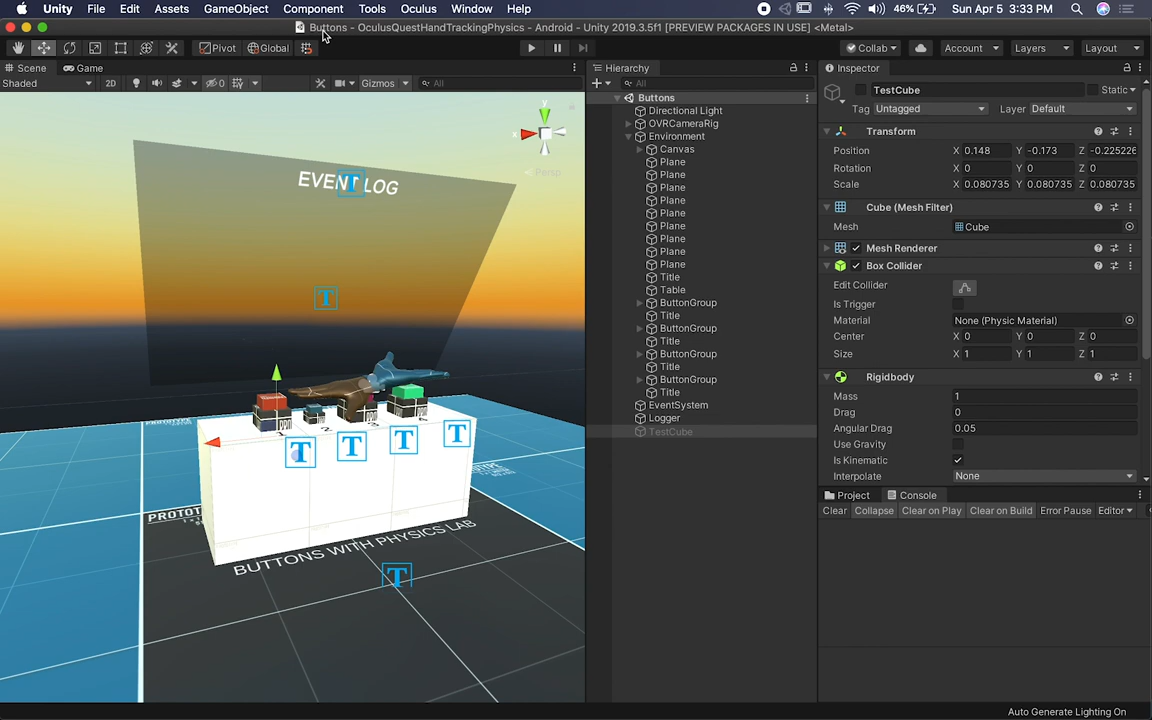 Unity File Edit Assets GameObject Component Tools Oculus Window Help 46% Sun Apr 5 3:33 PM
Buttons - OculusQuestHandTrackingPhysics - Android - Unity 2019.3.5f1 [PREVIEW PACKAGES IN USE] <Metal>
Pivot Global Collab Account Layers Layout
Scene Game
Shaded 2D 0 Gizmos All
y
x
Persp
EVENT LOG
T
T
1 2 3 4
T T T T
PROTOTYPE
BUTTONS WITH PHYSICS LAB
T
Hierarchy
All
Buttons
Directional Light
OVRCameraRig
Environment
Canvas
Plane
Plane
Plane
Plane
Plane
Plane
Plane
Plane
Plane
Title
Table
ButtonGroup
Title
ButtonGroup
Title
ButtonGroup
Title
ButtonGroup
Title
EventSystem
Logger
TestCube
Inspector
TestCube Static
Tag Untagged Layer Default
Transform
Position X 0.148 Y -0.173 Z -0.225226
Rotation X 0 Y 0 Z 0
Scale X 0.080735 Y 0.080735 Z 0.080735
Cube (Mesh Filter)
Mesh Cube
Mesh Renderer
Box Collider
Edit Collider
Is Trigger
Material None (Physic Material)
Center X 0 Y 0 Z 0
Size X 1 Y 1 Z 1
Rigidbody
Mass 1
Drag 0
Angular Drag 0.05
Use Gravity
Is Kinematic
Interpolate None
Project Console
Clear Collapse Clear on Play Clear on Build Error Pause Editor
Auto Generate Lighting On